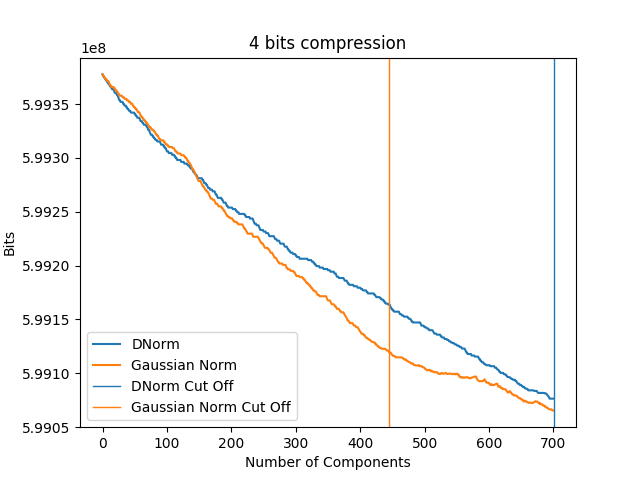 4 bits compression
1e8
5.9935
5.9930
5.9925
5.9920
5.9915
5.9910
5.9905
Bits
DNorm
Gaussian Norm
DNorm Cut Off
Gaussian Norm Cut Off
0 100 200 300 400 500 600 700
Number of Components